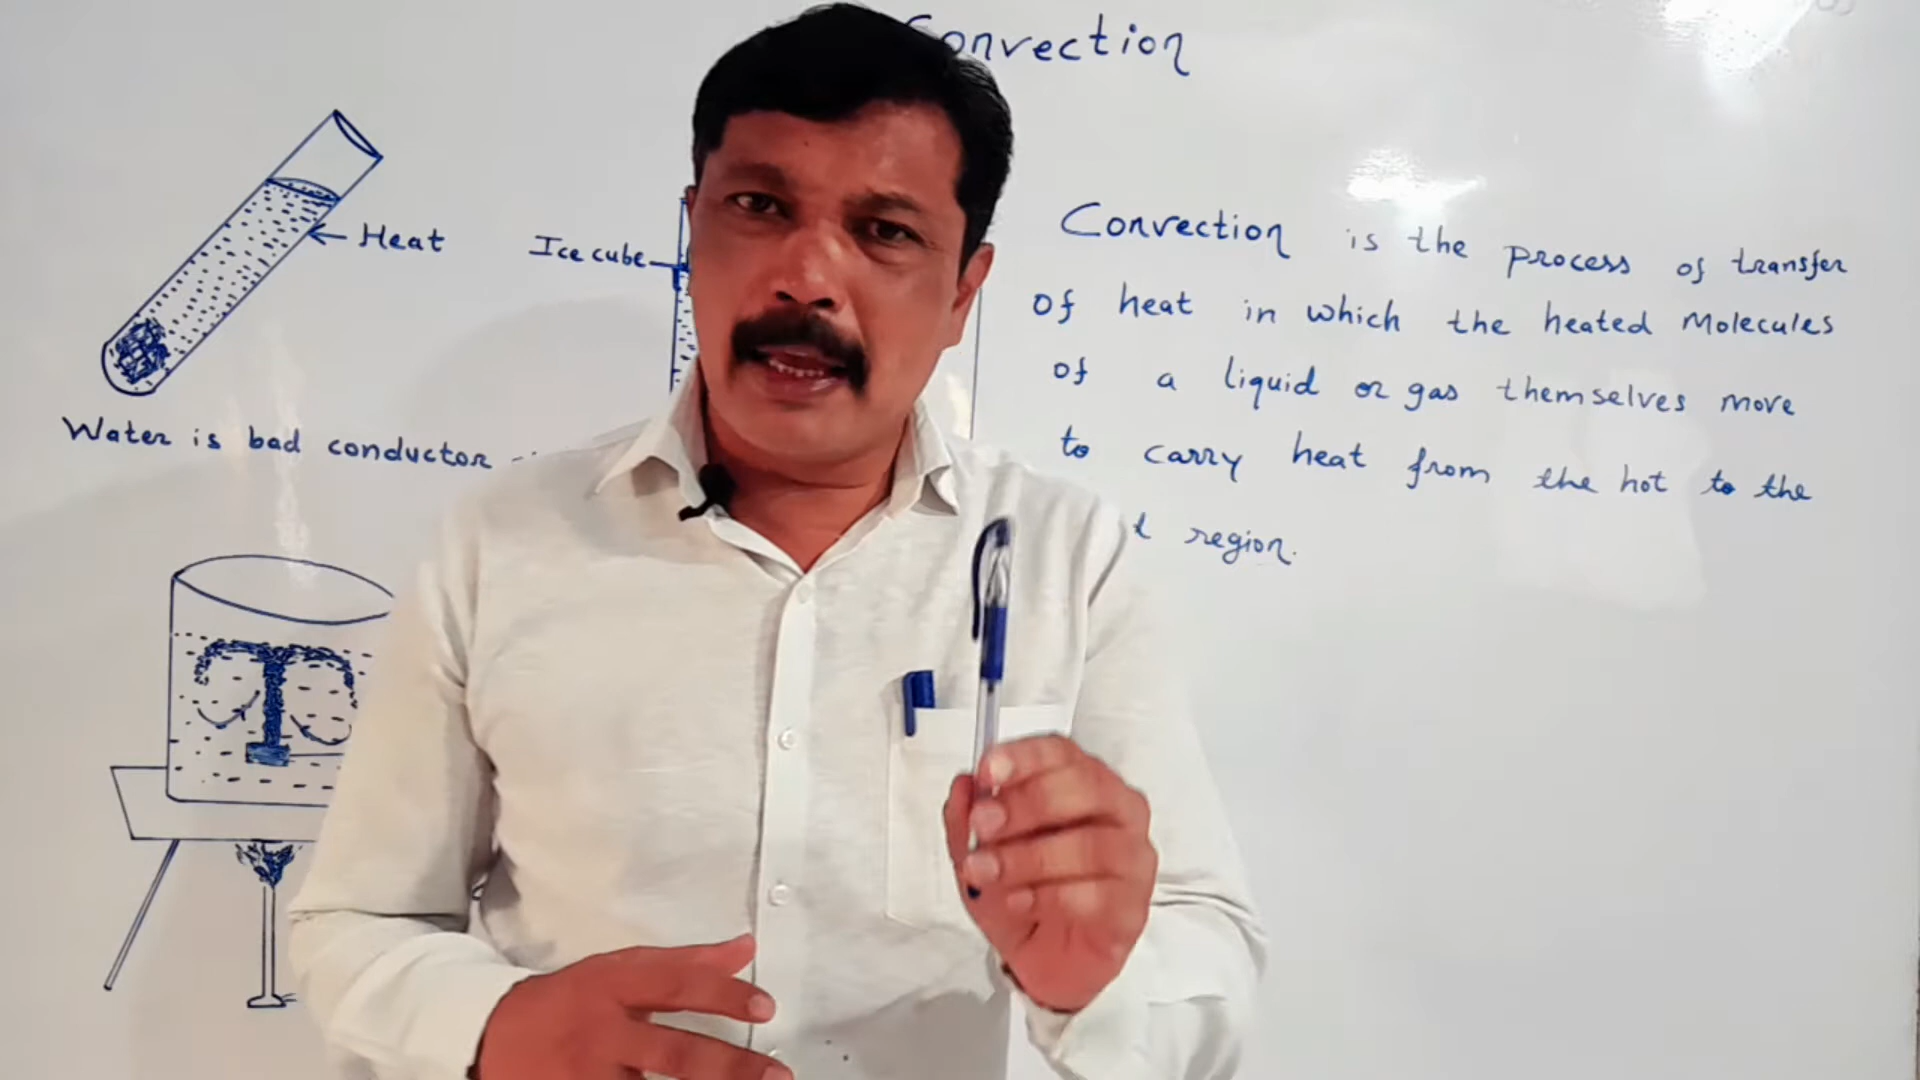 Convection
Heat
Ice cube
Water is bad conductor
Convection is the process of transfer
of heat in which the heated Molecules
of a liquid or gas themselves move
to carry heat from the hot to the
region.